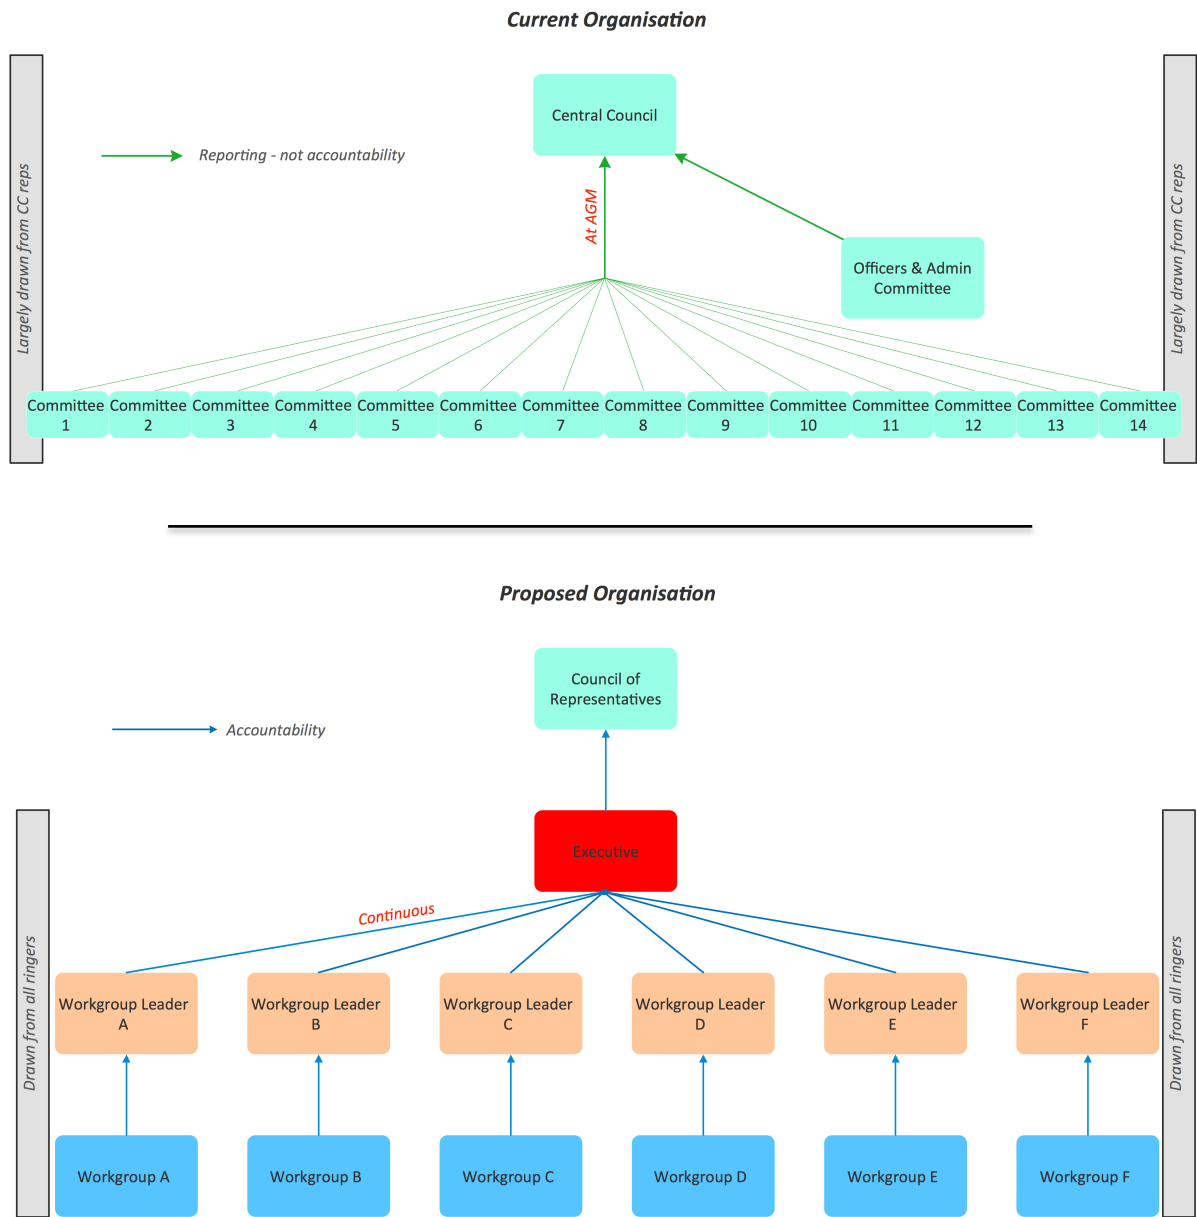 Current Organisation
Central Council
Reporting - not accountability
At AGM
Largely drawn from CC reps
Largely drawn from CC reps
Officers & Admin
Committee
Committee
1
Committee
2
Committee
3
Committee
4
Committee
5
Committee
6
Committee
7
Committee
8
Committee
9
Committee
10
Committee
11
Committee
12
Committee
13
Committee
14
Proposed Organisation
Council of
Representatives
Accountability
Executive
Continuous
Drawn from all ringers
Drawn from all ringers
Workgroup Leader
A
Workgroup Leader
B
Workgroup Leader
C
Workgroup Leader
D
Workgroup Leader
E
Workgroup Leader
F
Workgroup A
Workgroup B
Workgroup C
Workgroup D
Workgroup E
Workgroup F